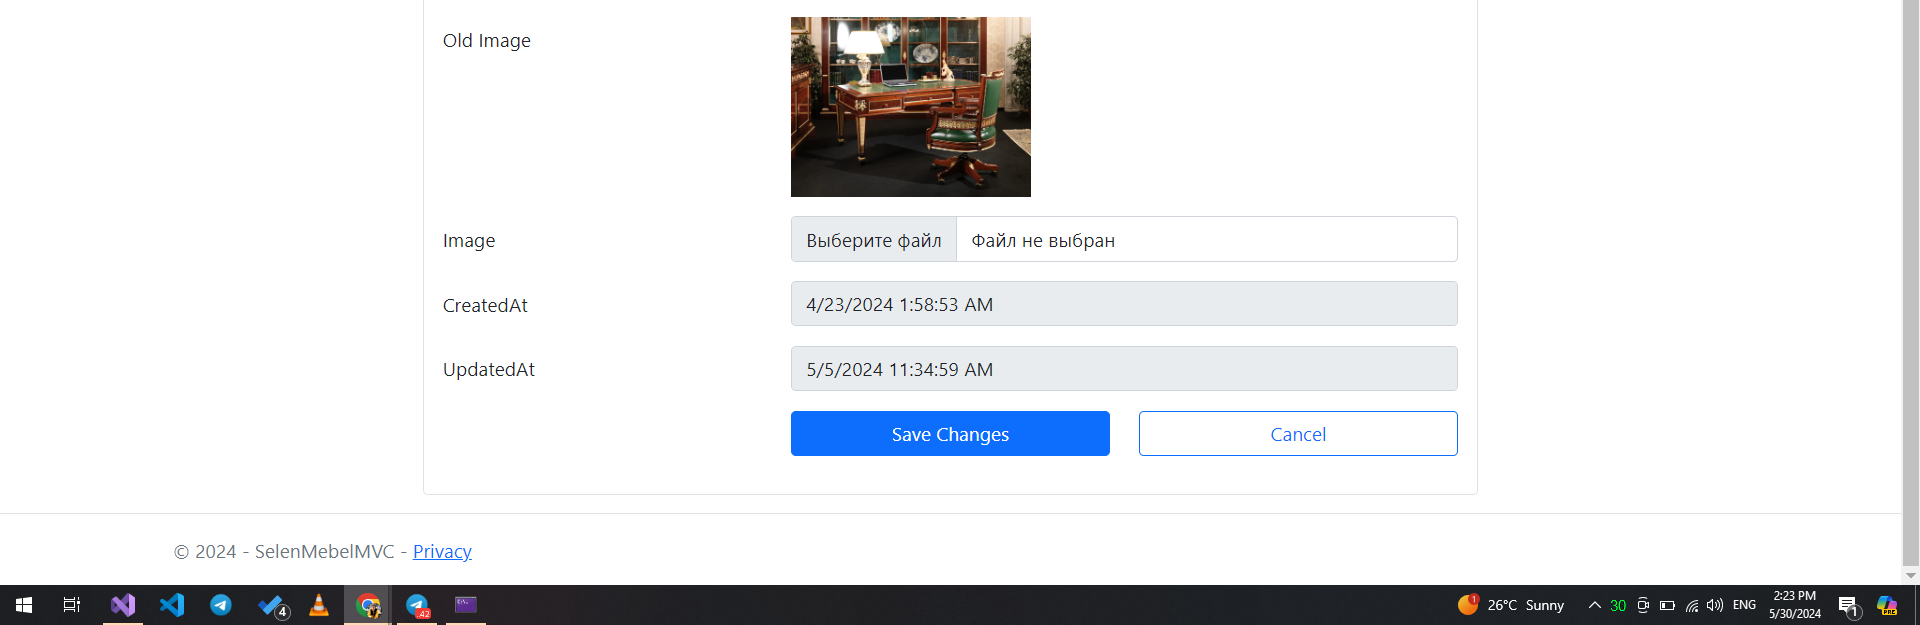 Old Image
Image
Выберите файл Файл не выбран
CreatedAt
4/23/2024 1:58:53 AM
UpdatedAt
5/5/2024 11:34:59 AM
Save Changes
Cancel
© 2024 - SelenMebelMVC - Privacy
4
42
1
26°C Sunny
30
ENG
2:23 PM
5/30/2024
1
PRE